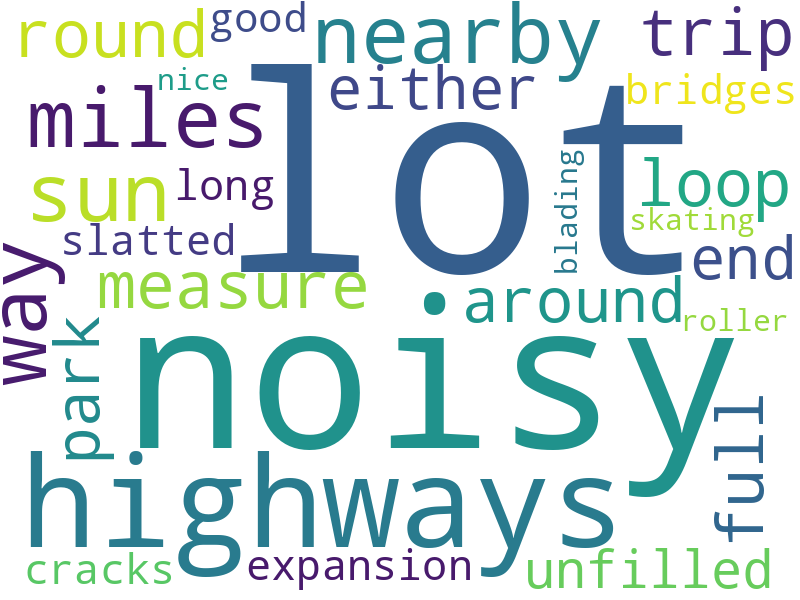 round
good
nearby
trip
nice
either
bridges
miles
lot
sun
long
blading
loop
skating
slatted
end
way
measure
around
roller
park
noisy
full
highways
cracks
expansion
unfilled